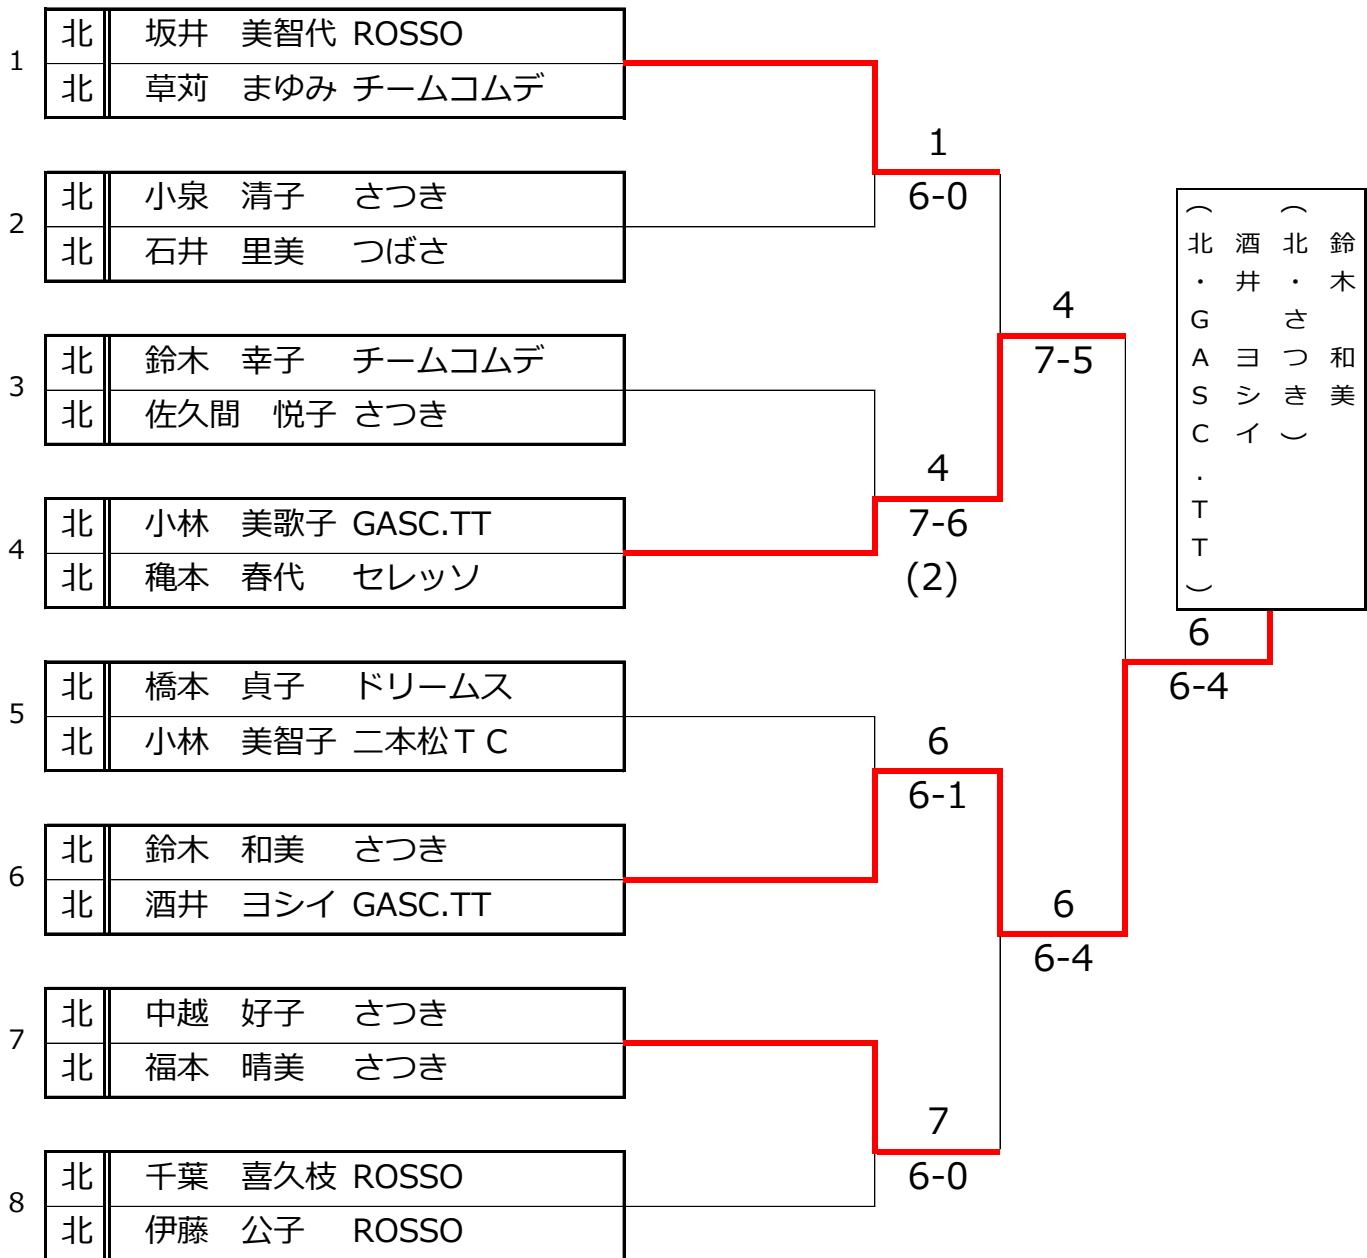 1
北 坂井 美智代 ROSSO
北 草苅 まゆみ チームコムデ
2
北 小泉 清子 さつき
北 石井 里美 つばさ
3
北 鈴木 幸子 チームコムデ
北 佐久間 悦子 さつき
4
北 小林 美歌子 GASC.TT
北 穐本 春代 セレッソ
5
北 橋本 貞子 ドリームス
北 小林 美智子 二本松ＴＣ
6
北 鈴木 和美 さつき
北 酒井 ヨシイ GASC.TT
7
北 中越 好子 さつき
北 福本 晴美 さつき
8
北 千葉 喜久枝 ROSSO
北 伊藤 公子 ROSSO
1
6-0
4
7-6
(2)
6
6-1
7
6-0
4
7-5
6
6-4
6
6-4
鈴木 和美
（北・さつき）
酒井 ヨシイ
（北・GASC.TT）